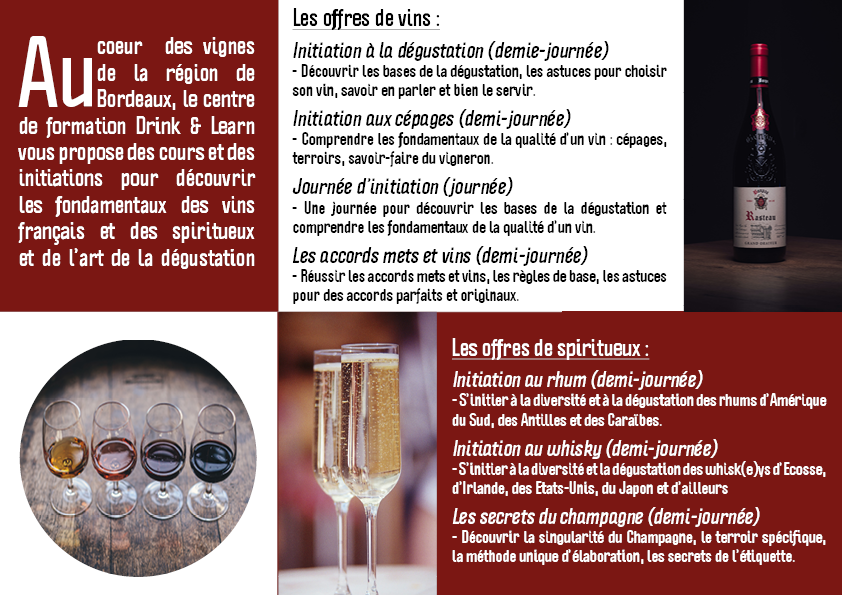 Au coeur des vignes
de la région de
Bordeaux, le centre
de formation Drink & Learn
vous propose des cours et des
initiations pour découvrir
les fondamentaux des vins
français et des spiritueux
et de l'art de la dégustation
Les offres de vins :
Initiation à la dégustation (demie-journée)
- Découvrir les bases de la dégustation, les astuces pour choisir
son vin, savoir en parler et bien le servir.
Initiation aux cépages (demi-journée)
- Comprendre les fondamentaux de la qualité d'un vin : cépages,
terroirs, savoir-faire du vigneron.
Journée d'initiation (journée)
- Une journée pour découvrir les bases de la dégustation et
comprendre les fondamentaux de la qualité d'un vin.
Les accords mets et vins (demi-journée)
- Réussir les accords mets et vins, les règles de base, les astuces
pour des accords parfaits et originaux.
Rasteau
Les offres de spiritueux :
Initiation au rhum (demi-journée)
- S'initier à la diversité et à la dégustation des rhums d'Amérique
du Sud, des Antilles et des Caraïbes.
Initiation au whisky (demi-journée)
- S'initier à la diversité et la dégustation des whisk(e)ys d'Ecosse,
d'Irlande, des Etats-Unis, du Japon et d'ailleurs
Les secrets du champagne (demi-journée)
- Découvrir la singularité du Champagne, le terroir spécifique,
la méthode unique d'élaboration, les secrets de l'étiquette.